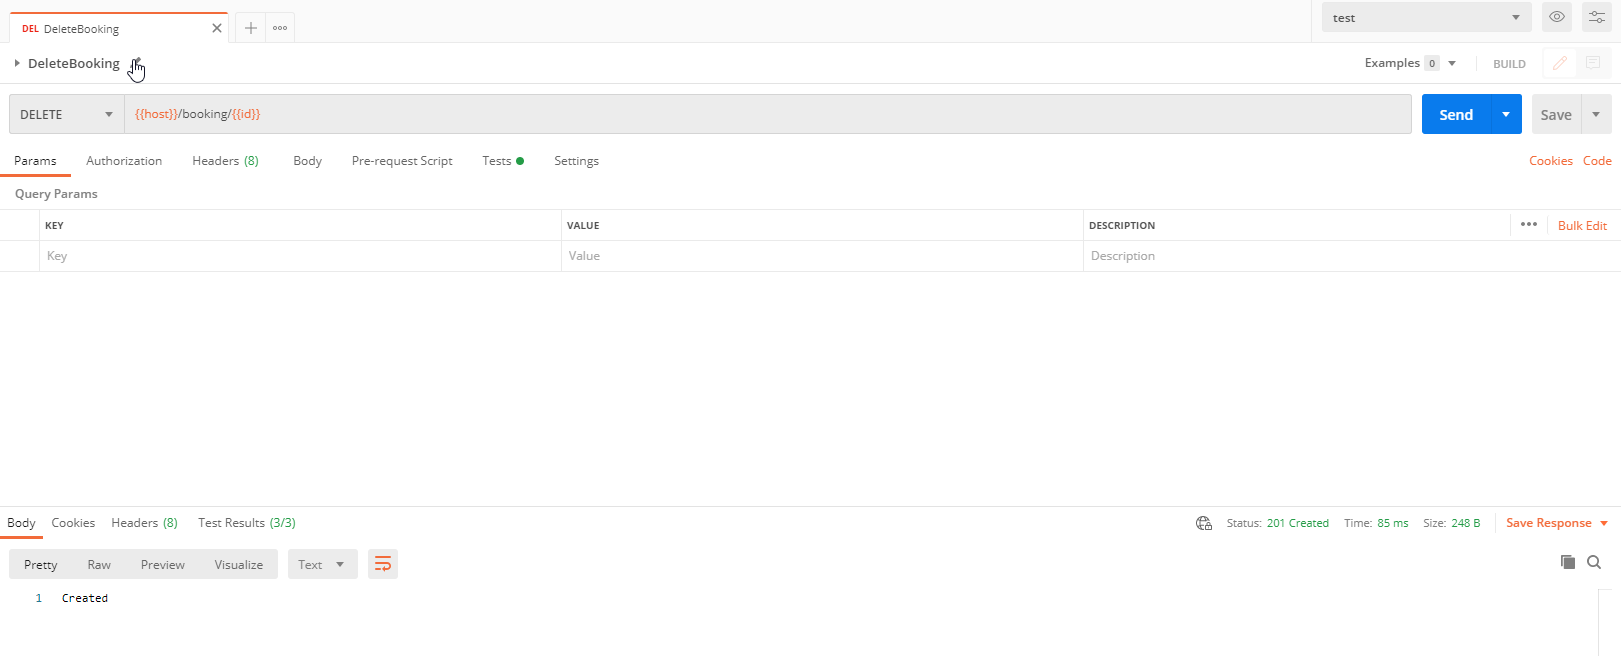 DEL DeleteBooking
test
DeleteBooking
Examples 0
BUILD
DELETE {{host}}/booking/{{id}}
Send
Save
Params Authorization Headers (8) Body Pre-request Script Tests Settings Cookies Code
Query Params
KEY VALUE DESCRIPTION Bulk Edit
Key Value Description
Body Cookies Headers (8) Test Results (3/3) Status: 201 Created Time: 85 ms Size: 248 B Save Response
Pretty Raw Preview Visualize Text
1 Created